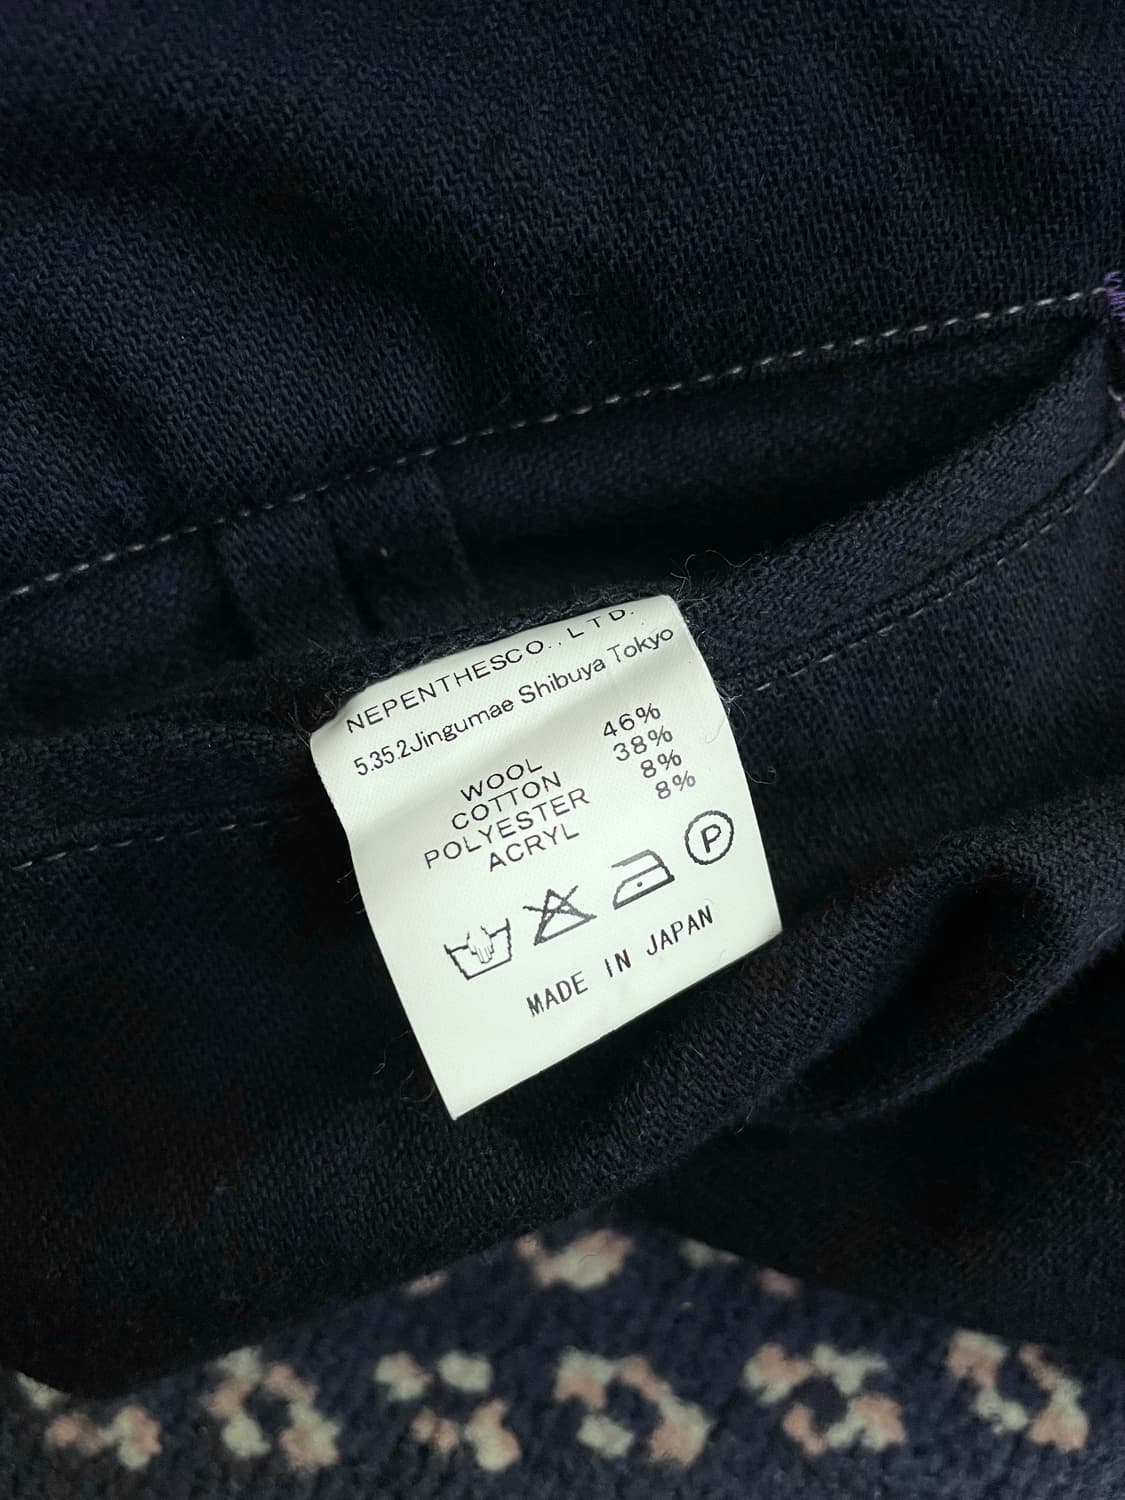 NEPENTHESCO.,LTD.
5.35.2Jingumae Shibuya Tokyo
WOOL 46%
COTTON 38%
POLYESTER 8%
ACRYL 8%
P
MADE IN JAPAN